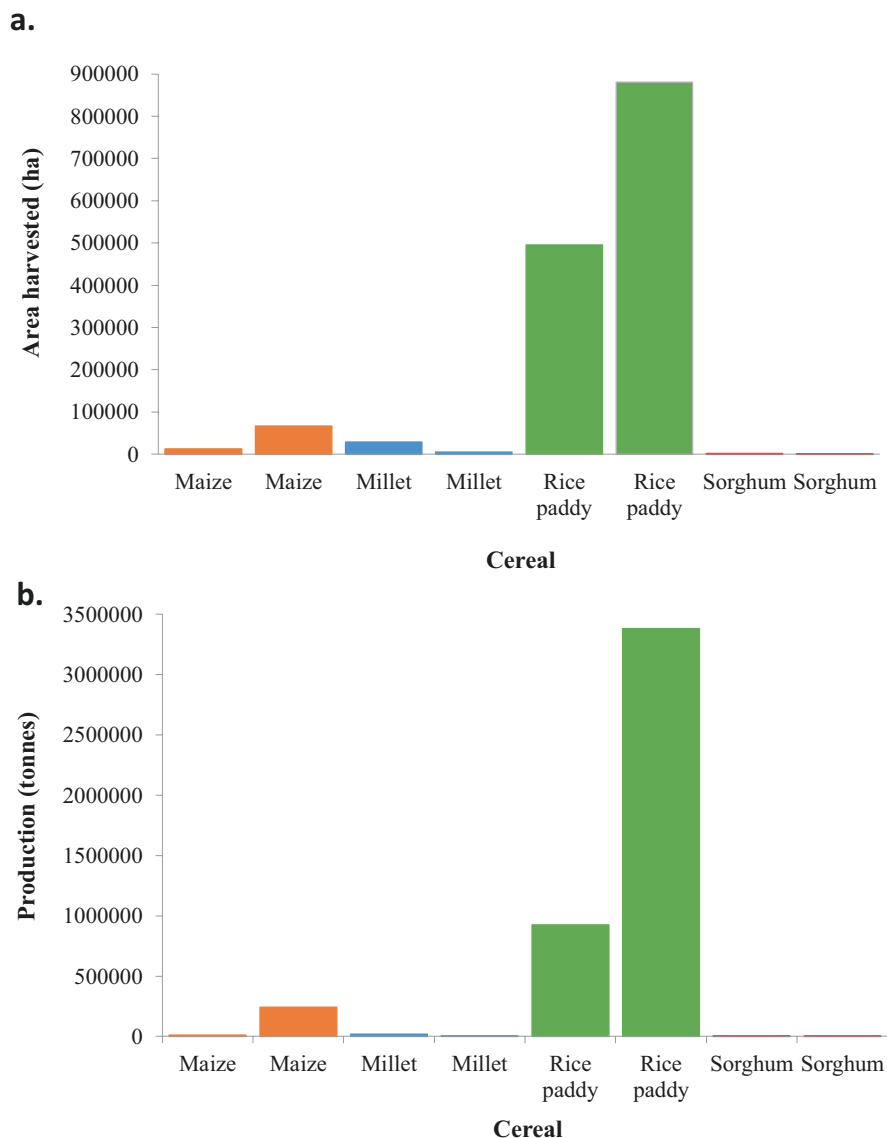 a.
900000
800000
700000
600000
500000
400000
300000
200000
100000
0
Area harvested (ha)
Maize Maize Millet Millet Rice paddy Rice paddy Sorghum Sorghum
Cereal
b.
3500000
3000000
2500000
2000000
1500000
1000000
500000
0
Production (tonnes)
Maize Maize Millet Millet Rice paddy Rice paddy Sorghum Sorghum
Cereal